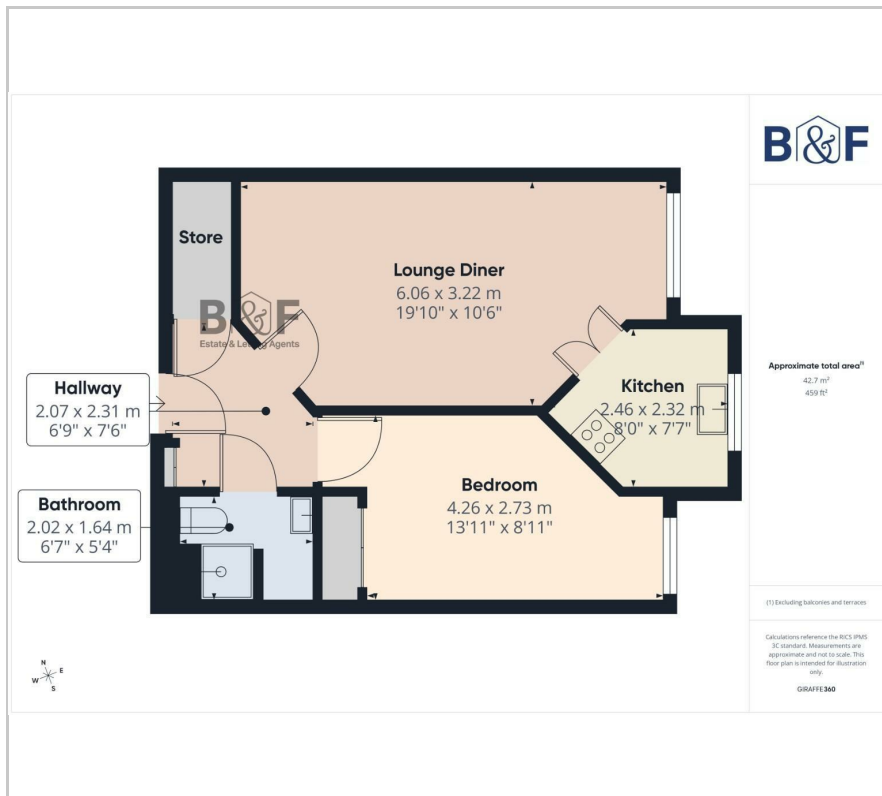 B&F
Store
Lounge Diner
6.06 x 3.22 m
19'10" x 10'6"
B&F
Estate & Letting Agents
Hallway
2.07 x 2.31 m
6'9" x 7'6"
Kitchen
2.46 x 2.32 m
8'0" x 7'7"
Bedroom
4.26 x 2.73 m
13'11" x 8'11"
Bathroom
2.02 x 1.64 m
6'7" x 5'4"
N
E
W
S
Approximate total area⁽¹⁾
42.7 m²
459 ft²
(1) Excluding balconies and terraces
Calculations reference the RICS IPMS
3C standard. Measurements are
approximate and not to scale. This
floor plan is intended for illustration
only.
GIRAFFE360